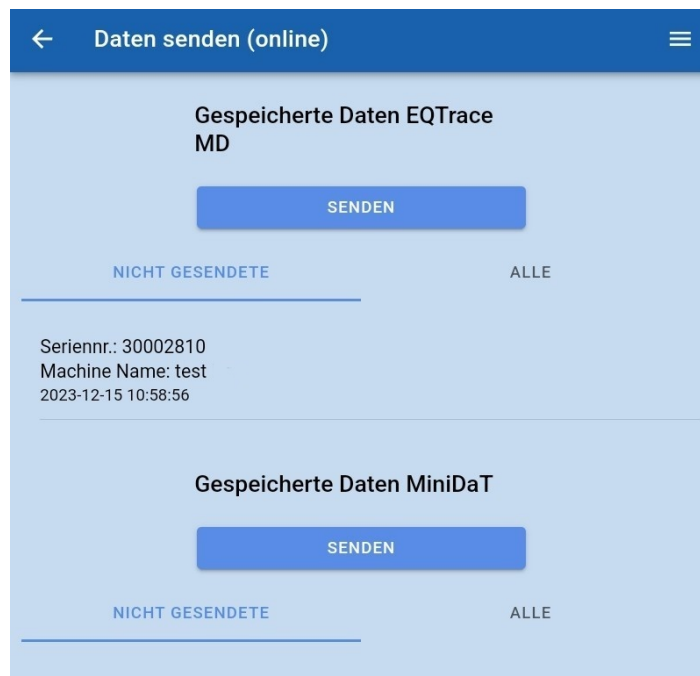 Daten senden (online)
Gespeicherte Daten EQTrace
MD
SENDEN
NICHT GESENDETE ALLE
Seriennr.: 30002810
Machine Name: test
2023-12-15 10:58:56
Gespeicherte Daten MiniDaT
SENDEN
NICHT GESENDETE ALLE